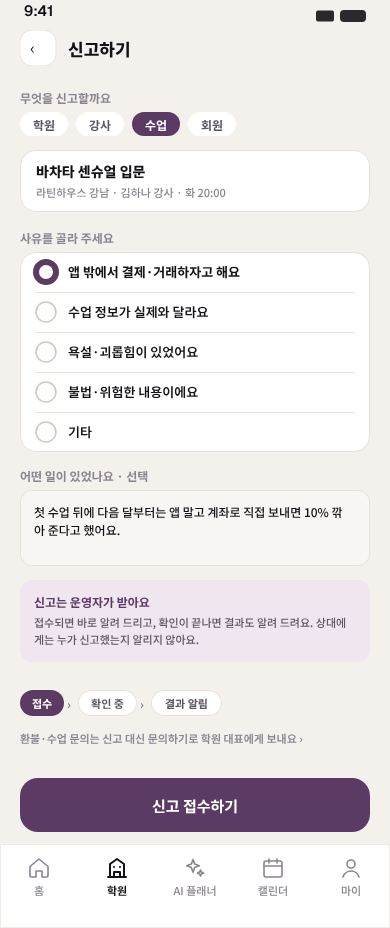 9:41
‹ 신고하기
무엇을 신고할까요
학원 강사 수업 회원
바차타 센슈얼 입문
라틴하우스 강남 · 김하나 강사 · 화 20:00
사유를 골라 주세요
앱 밖에서 결제·거래하자고 해요
수업 정보가 실제와 달라요
욕설·괴롭힘이 있었어요
불법·위험한 내용이에요
기타
어떤 일이 있었나요 · 선택
첫 수업 뒤에 다음 달부터는 앱 말고 계좌로 직접 보내면 10% 깎
아 준다고 했어요.
신고는 운영자가 받아요
접수되면 바로 알려 드리고, 확인이 끝나면 결과도 알려 드려요. 상대에
게는 누가 신고했는지 알리지 않아요.
접수 › 확인 중 › 결과 알림
환불·수업 문의는 신고 대신 문의하기로 학원 대표에게 보내요 ›
신고 접수하기
홈 학원 AI 플래너 캘린더 마이